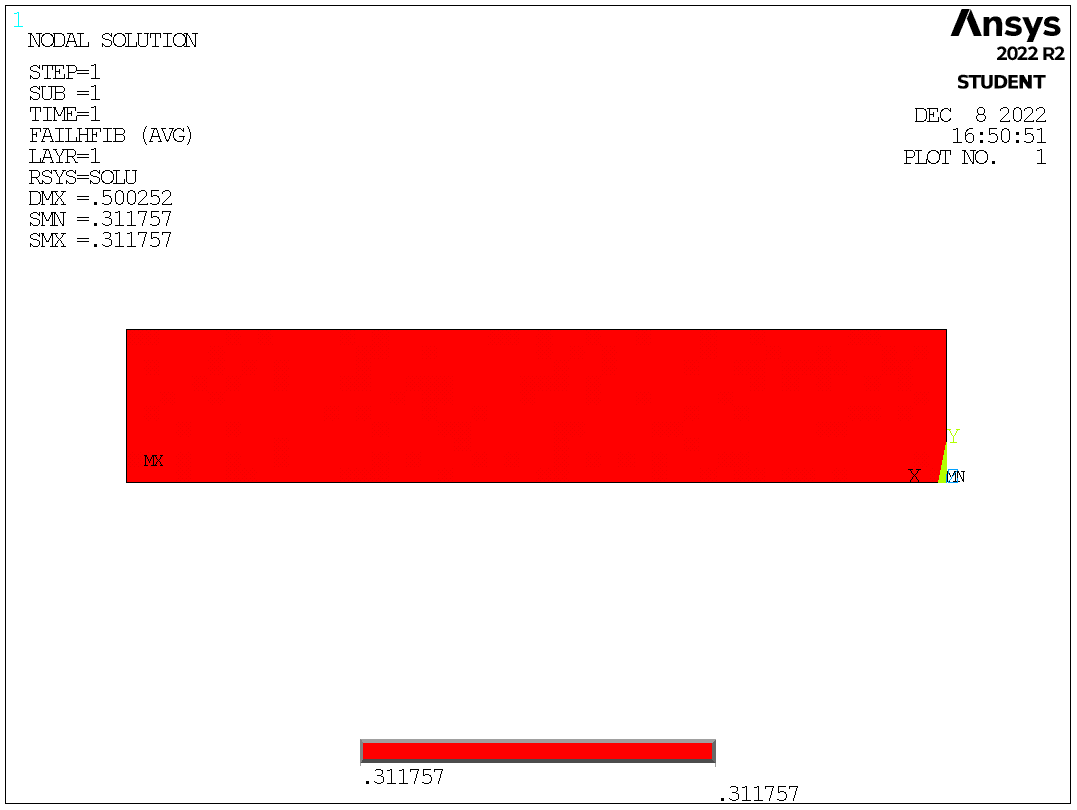 1
NODAL SOLUTION
STEP=1
SUB =1
TIME=1
FAILHFIB (AVG)
LAYR=1
RSYS=SOLU
DMX =.500252
SMN =.311757
SMX =.311757
Ansys
2022 R2
STUDENT
DEC  8 2022
16:50:51
PLOT NO.   1
MX
Y
X
MN
.311757
.311757